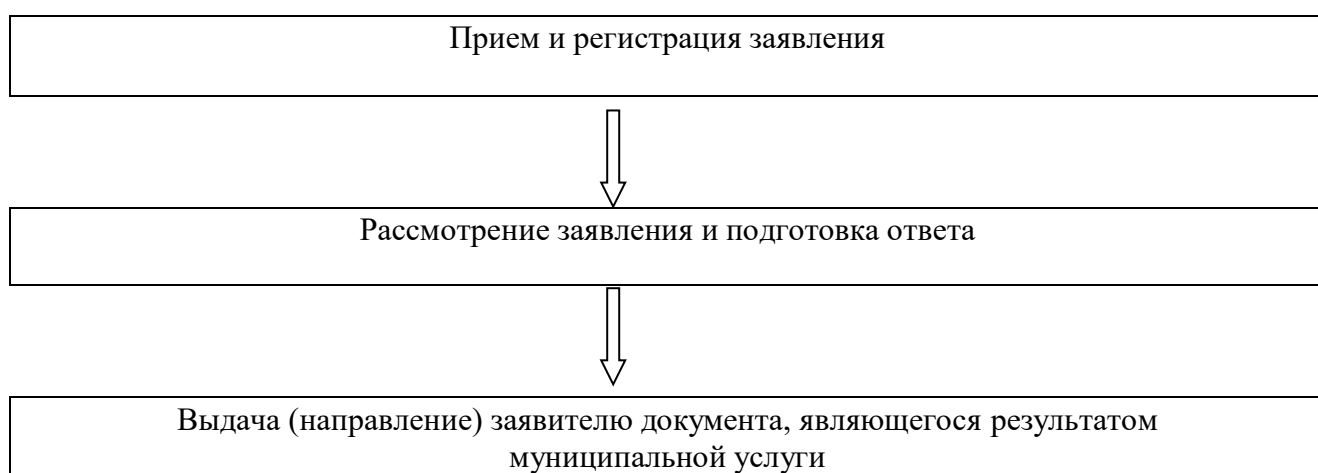 Прием и регистрация заявления
Рассмотрение заявления и подготовка ответа
Выдача (направление) заявителю документа, являющегося результатом
муниципальной услуги